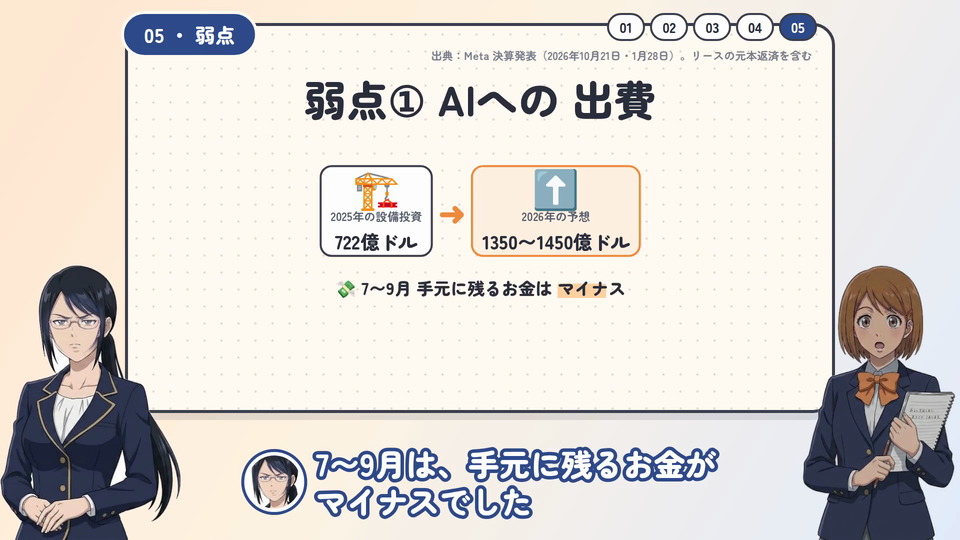 05 ・ 弱点
01 02 03 04 05
出典：Meta 決算発表（2026年10月21日・1月28日）。リースの元本返済を含む
弱点① AIへの 出費
2025年の設備投資
722億ドル
2026年の予想
1350〜1450億ドル
7〜9月 手元に残るお金は マイナス
7〜9月は、手元に残るお金が
マイナスでした